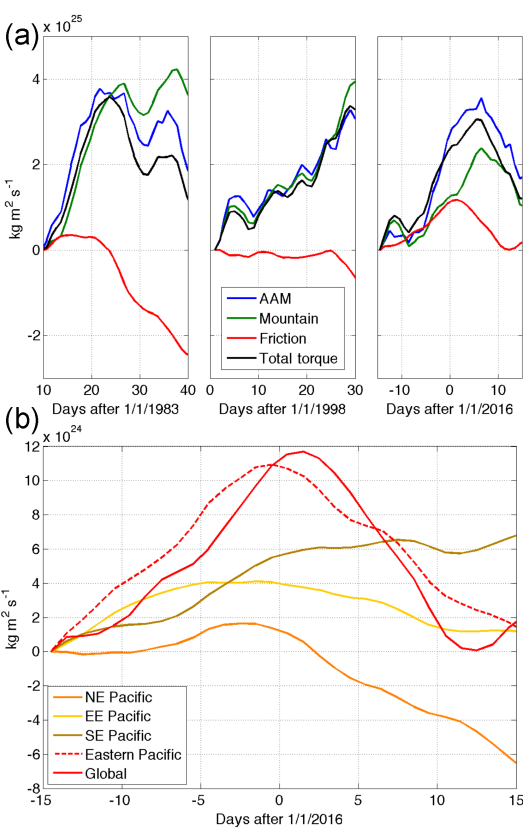 (a)
x 10^25
4
2
0
-2
kg m² s⁻¹
10 20 30 40
Days after 1/1/1983
0 10 20 30
Days after 1/1/1998
-10 0 10
Days after 1/1/2016
AAM
Mountain
Friction
Total torque
(b)
x 10^24
12
10
8
6
4
2
0
-2
-4
-6
-8
kg m² s⁻¹
NE Pacific
EE Pacific
SE Pacific
Eastern Pacific
Global
-15 -10 -5 0 5 10 15
Days after 1/1/2016